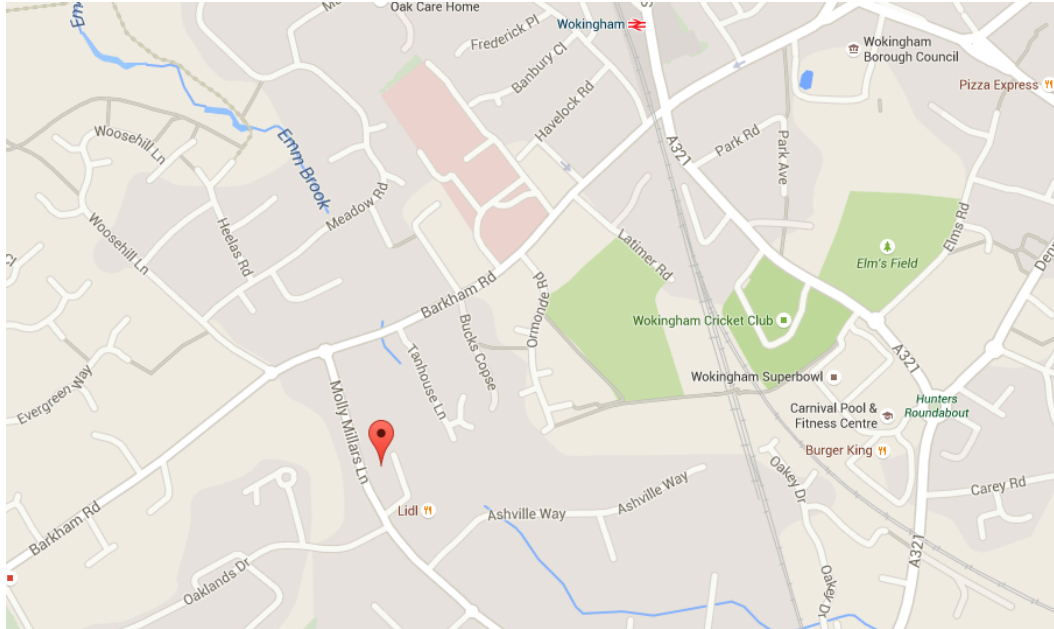 Oak Care Home
Wokingham
Frederick Pl
Banbury Cl
Wokingham
Borough Council
Pizza Express
Havelock Rd
A321
Park Rd
Park Ave
Woosehill Ln
Emm Brook
Meadow Rd
Heelas Rd
Woosehill Ln
Latimer Rd
Elms Rd
Elm's Field
Barkham Rd
Ormonde Rd
Wokingham Cricket Club
Bucks Copse
Tanhouse Ln
A321
Wokingham Superbowl
Evergreen Way
Molly Millars Ln
Hunters
Roundabout
Carnival Pool &
Fitness Centre
Burger King
Oakey Dr
Ashville Way
Carey Rd
Lidl
Ashville Way
Barkham Rd
Oaklands Dr
A321
Oakey Dr